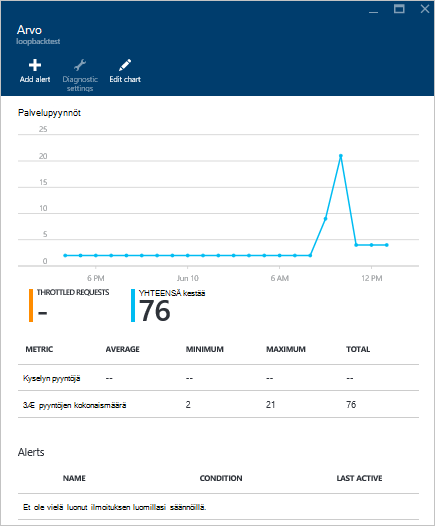 Arvo
loopbacktest
Add alert
Diagnostic settings
Edit chart
Palvelupyynnöt
25
20
15
10
5
0
6 PM
Jun 10
6 AM
12 PM
THROTTLED REQUESTS
--
YHTEENSÄ kestää
76
METRIC AVERAGE MINIMUM MAXIMUM TOTAL
Kyselyn pyyntöjä -- -- -- --
3Æ pyyntöjen kokonaismäärä 2 21 76
Alerts
NAME CONDITION LAST ACTIVE
Et ole vielä luonut ilmoituksen luomillasi säännöillä.